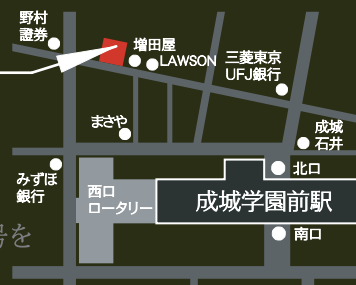 野村
證券
増田屋
LAWSON
三菱東京
UFJ銀行
まさや
成城
石井
みずほ
銀行
北口
西口
ロータリー
成城学園前駅
号を
南口